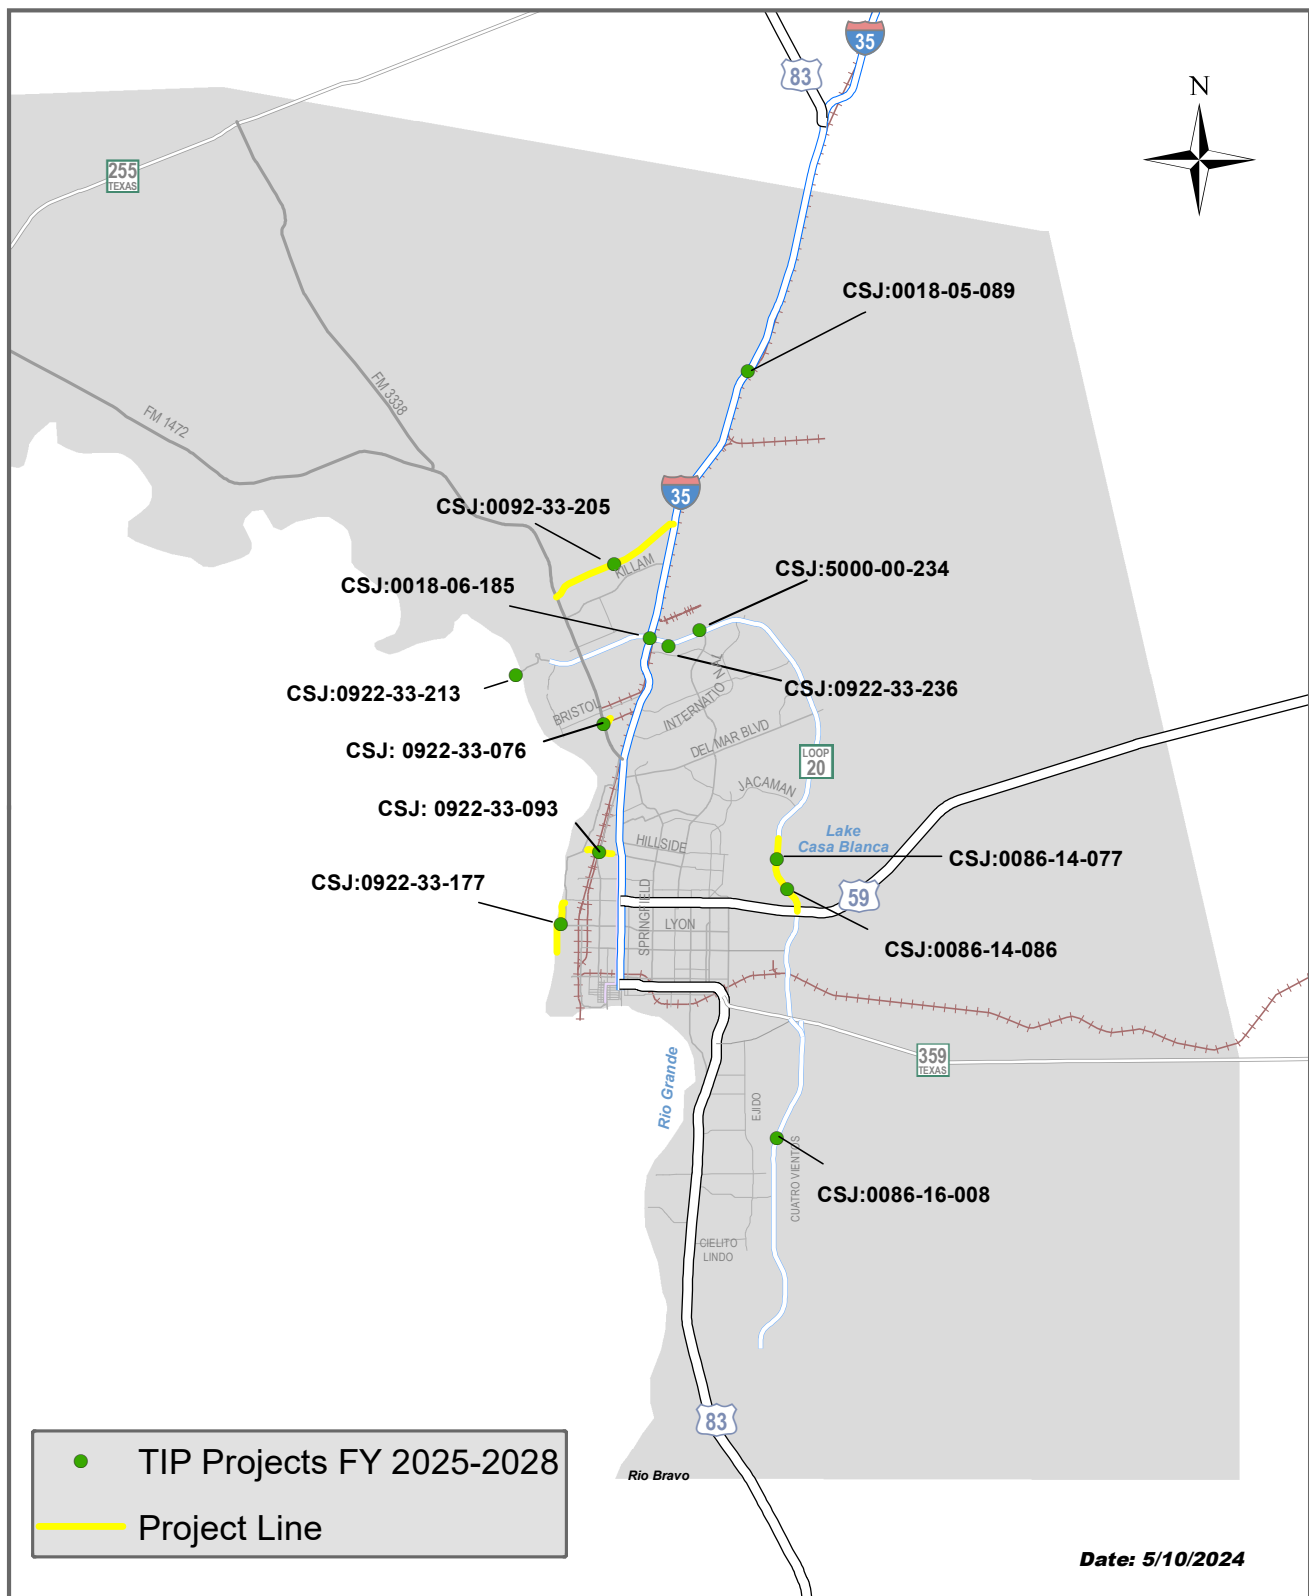 35
83
N
255
TEXAS
CSJ:0018-05-089
FM 3338
FM 1472
35
CSJ:0092-33-205
KILLAM
CSJ:5000-00-234
CSJ:0018-06-185
CSJ:0922-33-213
CSJ:0922-33-236
BRISTOL
INTERNATIO
N'L
CSJ: 0922-33-076
DEL MAR BLVD
LOOP
20
JACAMAN
CSJ: 0922-33-093
HILLSIDE
Lake
Casa Blanca
CSJ:0086-14-077
CSJ:0922-33-177
59
SPRINGFIELD
LYON
CSJ:0086-14-086
359
TEXAS
Rio Grande
EJIDO
CUATRO VIENTOS
CSJ:0086-16-008
CIELITO
LINDO
83
TIP Projects FY 2025-2028
Project Line
Rio Bravo
Date: 5/10/2024